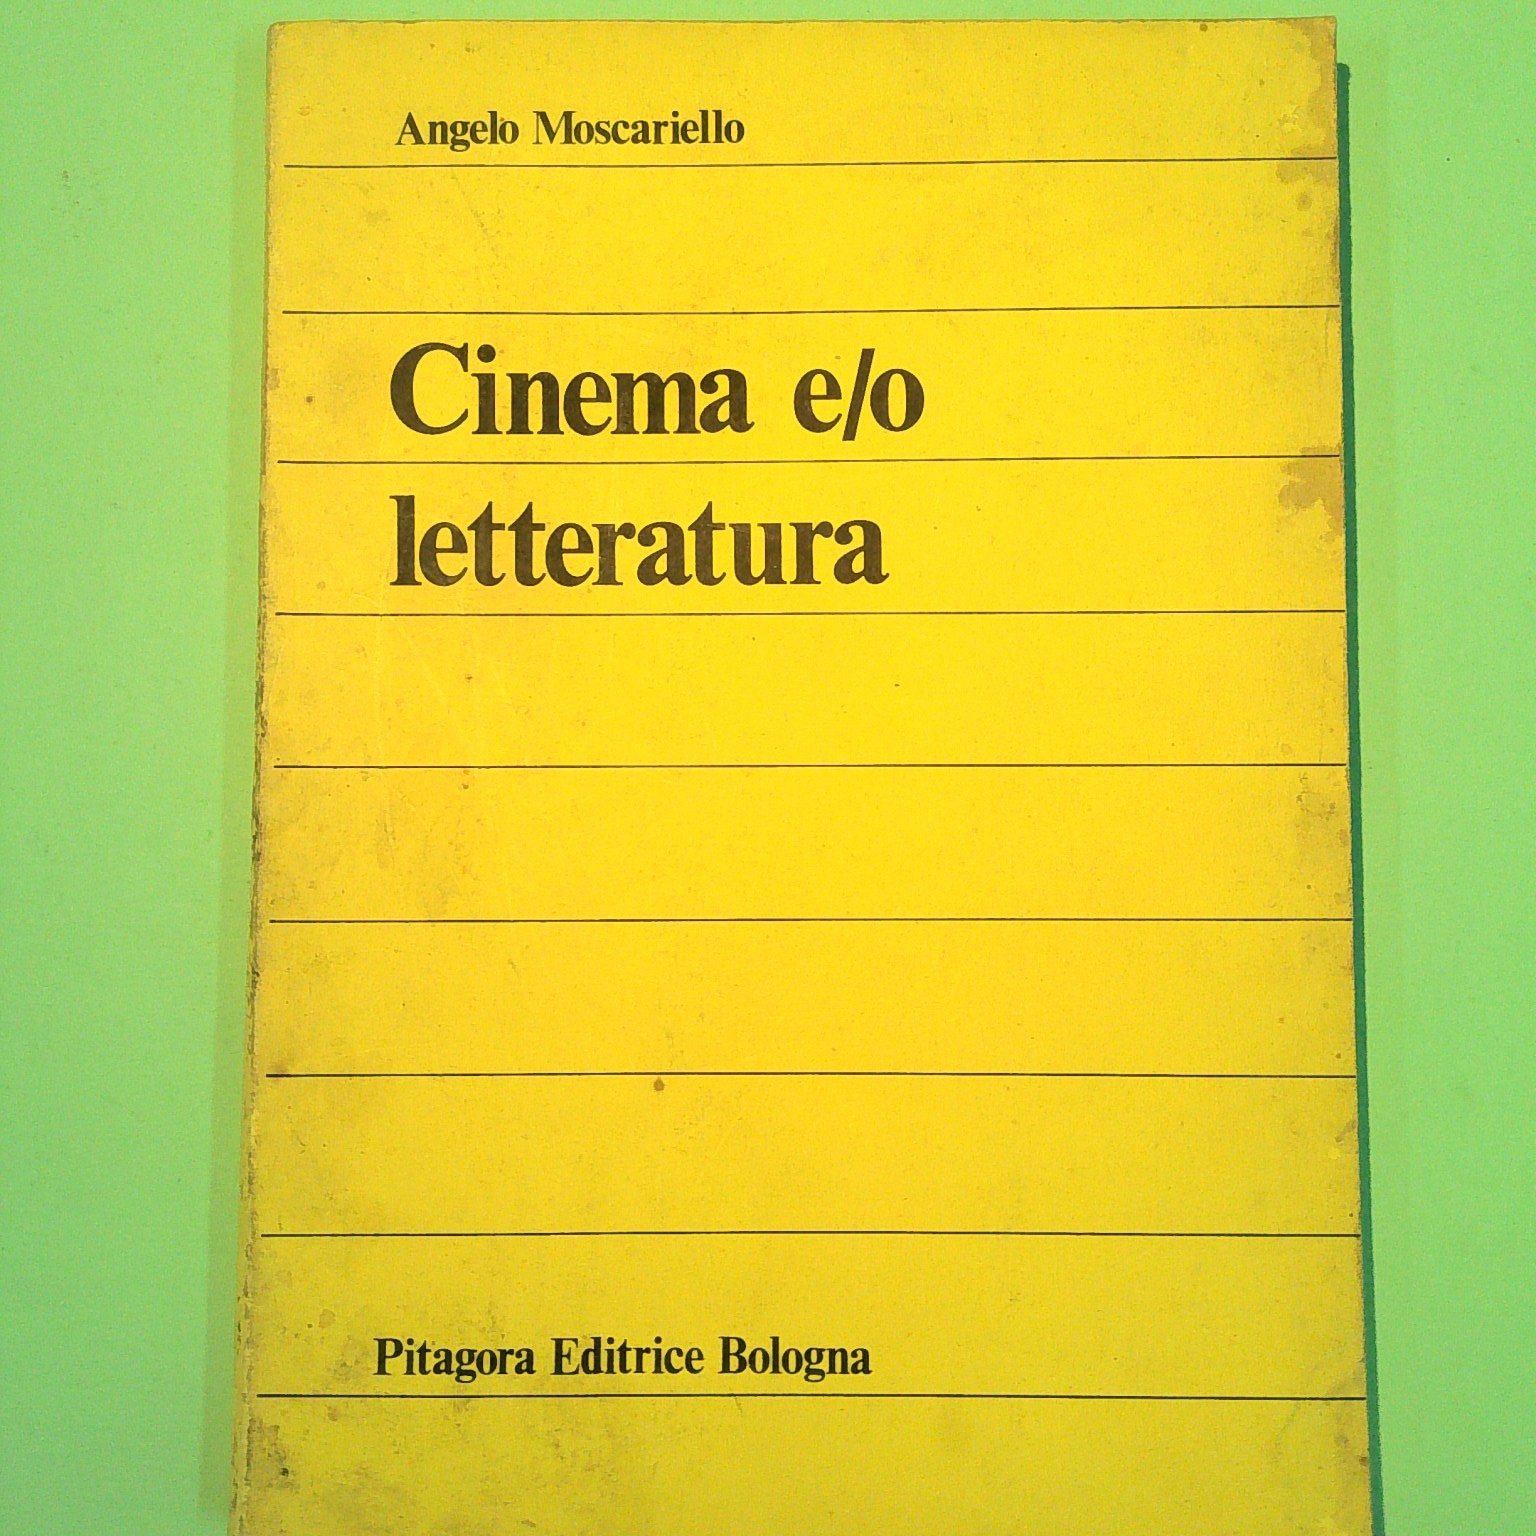 Angelo Moscariello
Cinema e/o
letteratura
Pitagora Editrice Bologna